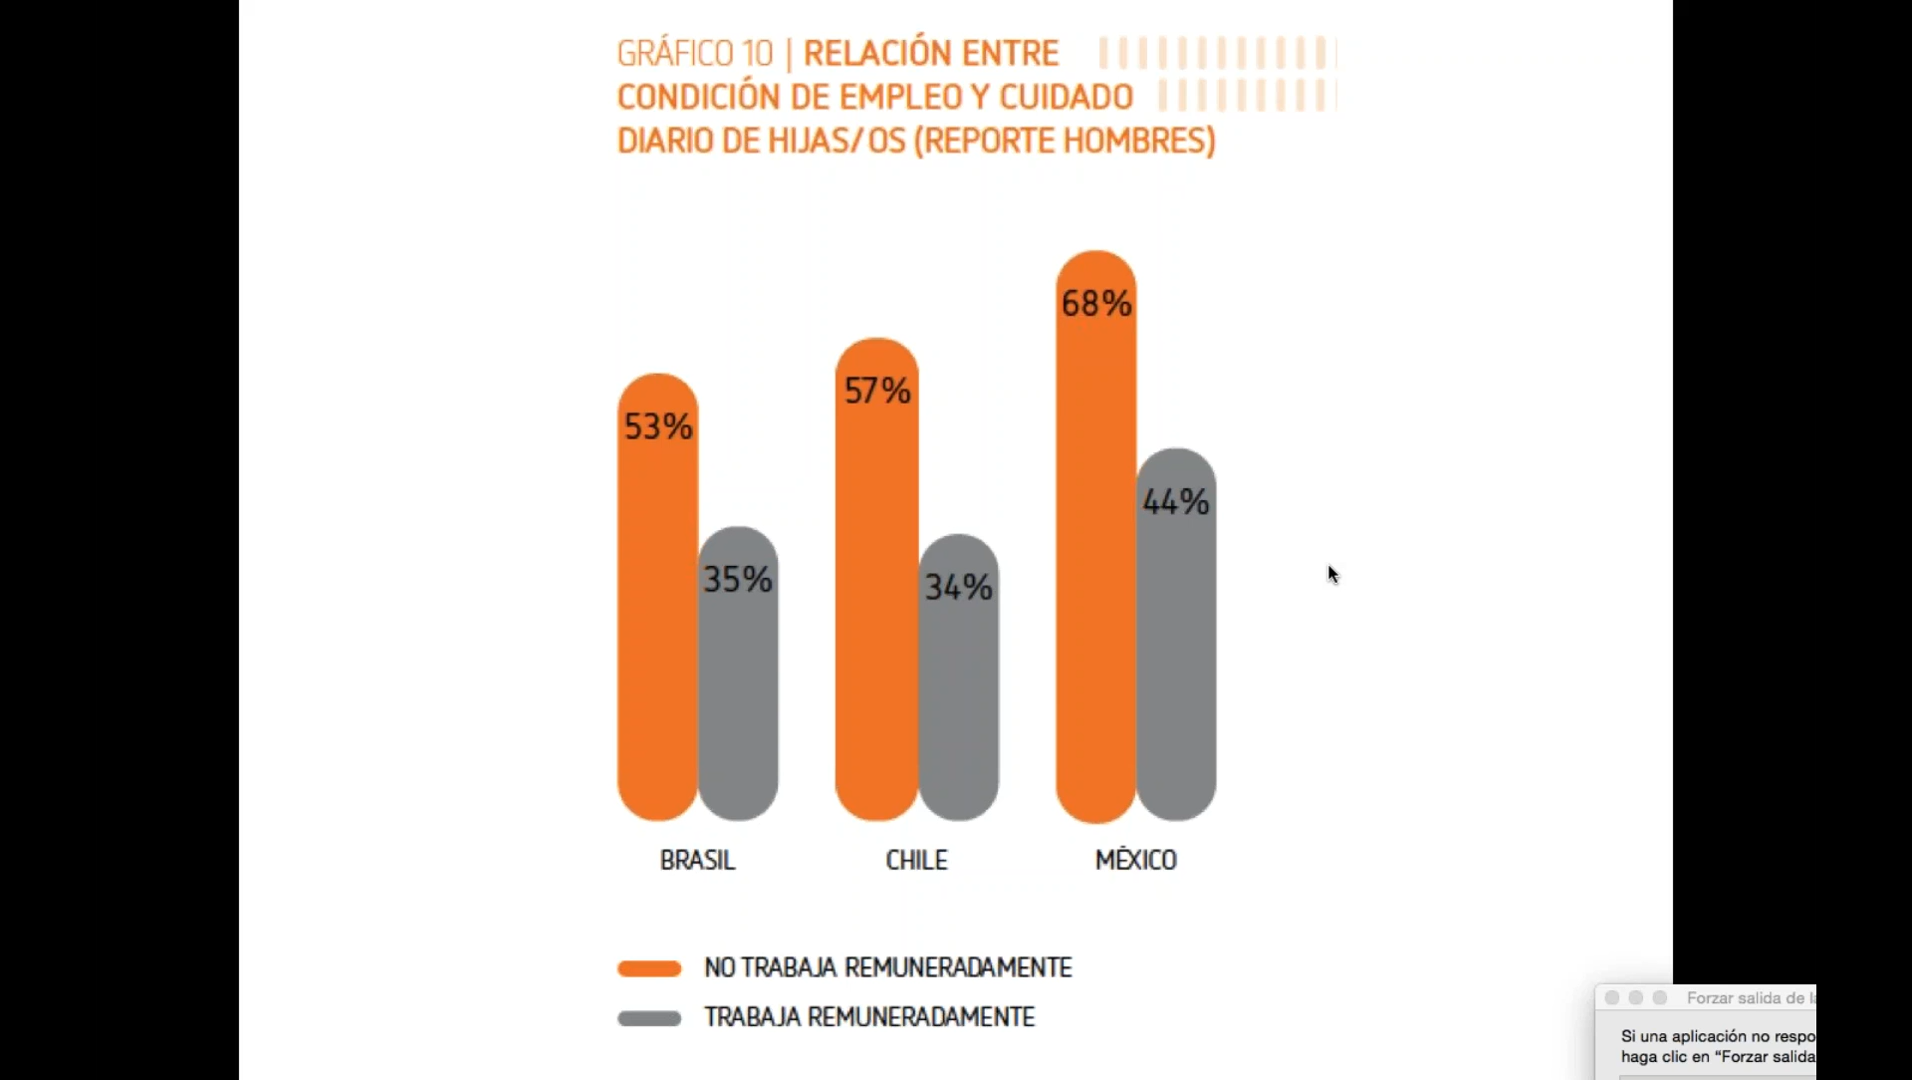 GRÁFICO 10 | RELACIÓN ENTRE
CONDICIÓN DE EMPLEO Y CUIDADO
DIARIO DE HIJAS/OS (REPORTE HOMBRES)
68%
57%
53%
44%
35%
34%
BRASIL
CHILE
MÉXICO
NO TRABAJA REMUNERADAMENTE
TRABAJA REMUNERADAMENTE
Forzar salida de
Si una aplicación no
haga clic en “Forzar salida